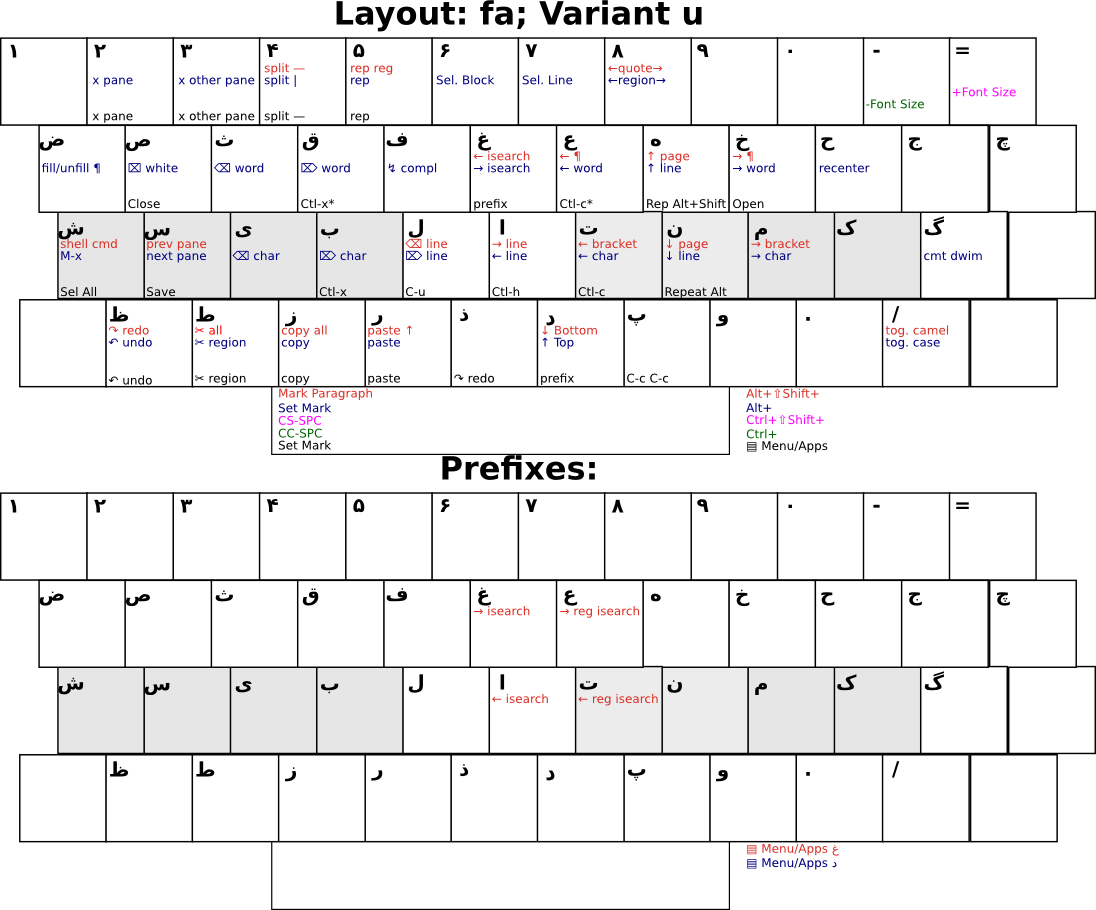 Layout: fa; Variant u
۱ ۲ ۳ ۴ ۵ ۶ ۷ ۸ ۹ ۰ - =
split — rep reg ←quote→
x pane x other pane split | rep Sel. Block Sel. Line ←region→
+Font Size
-Font Size
x pane x other pane split — rep
ض ص ث ق ف غ ع ه خ ح ج چ
← isearch ← ¶ ↑ page → ¶
fill/unfill ¶ ⌧ white ⌫ word ⌦ word ↯ compl → isearch ← word ↑ line → word recenter
Close Ctl-x* prefix Ctl-c* Rep Alt+Shift Open
ش س ی ب ل ا ت ن م ک گ
shell cmd prev pane ⌫ line → line ← bracket ↓ page → bracket
M-x next pane ⌫ char ⌦ char ⌦ line ← line ← char ↓ line → char cmt dwim
Sel All Save Ctl-x C-u Ctl-h Ctl-c Repeat Alt
ظ ط ز ر ذ د پ و . /
↷ redo ✂ all copy all paste ↑ ↓ Bottom tog. camel
↶ undo ✂ region copy paste ↑ Top tog. case
↶ undo ✂ region copy paste ↷ redo prefix C-c C-c
Mark Paragraph Alt+⇧Shift+
Set Mark Alt+
CS-SPC Ctrl+⇧Shift+
CC-SPC Ctrl+
Set Mark ▤ Menu/Apps
Prefixes:
۱ ۲ ۳ ۴ ۵ ۶ ۷ ۸ ۹ ۰ - =
ض ص ث ق ف غ ع ه خ ح ج چ
→ isearch → reg isearch
ش س ی ب ل ا ت ن م ک گ
← isearch ← reg isearch
ظ ط ز ر ذ د پ و . /
▤ Menu/Apps غ
▤ Menu/Apps د